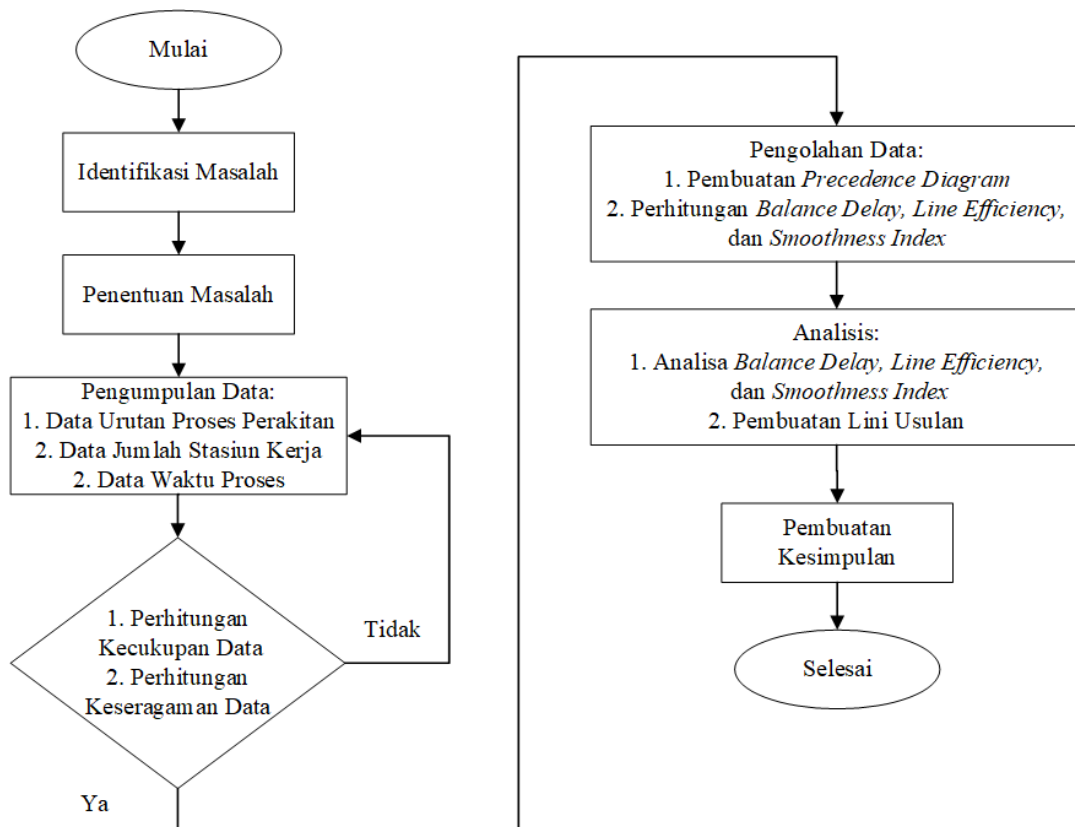 Mulai
Identifikasi Masalah
Penentuan Masalah
Pengumpulan Data:
1. Data Urutan Proses Perakitan
2. Data Jumlah Stasiun Kerja
2. Data Waktu Proses
1. Perhitungan
Kecukupan Data
2. Perhitungan
Keseragaman Data
Tidak
Ya
Pengolahan Data:
1. Pembuatan Precedence Diagram
2. Perhitungan Balance Delay, Line Efficiency,
dan Smoothness Index
Analisis:
1. Analisa Balance Delay, Line Efficiency,
dan Smoothness Index
2. Pembuatan Lini Usulan
Pembuatan
Kesimpulan
Selesai